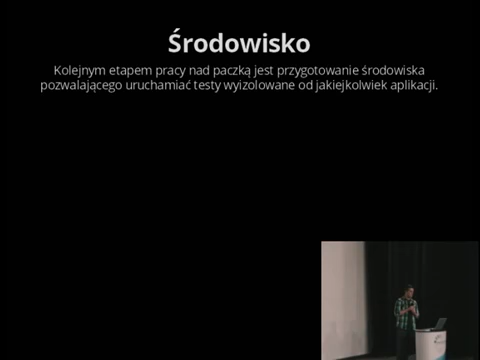 Środowisko
Kolejnym etapem pracy nad paczką jest przygotowanie środowiska
pozwalającego uruchamiać testy wyizolowane od jakiejkolwiek aplikacji.